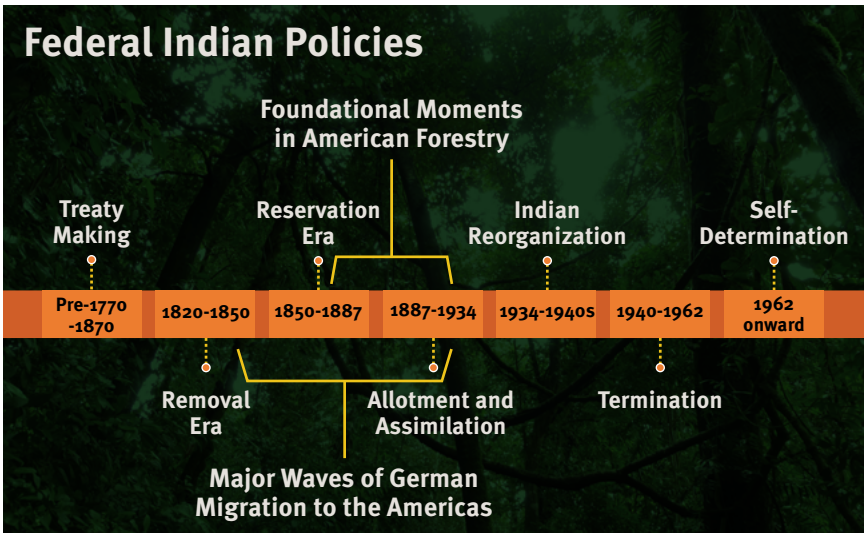 Federal Indian Policies
Foundational Moments
in American Forestry
Treaty
Making
Reservation
Era
Indian
Reorganization
Self-
Determination
Pre-1770
-1870
1820-1850
1850-1887
1887-1934
1934-1940s
1940-1962
1962
onward
Removal
Era
Allotment and
Assimilation
Termination
Major Waves of German
Migration to the Americas